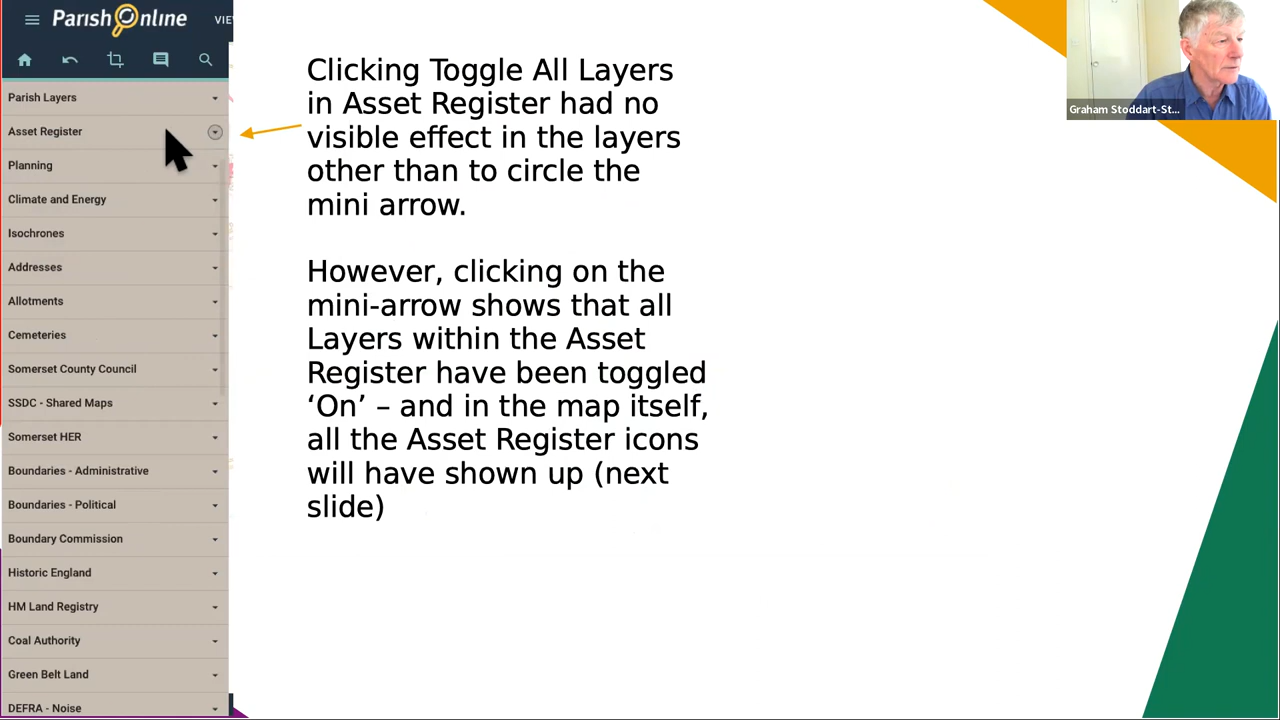 Parish Online
VIE
Parish Layers
Asset Register
Planning
Climate and Energy
Isochrones
Addresses
Allotments
Cemeteries
Somerset County Council
SSDC - Shared Maps
Somerset HER
Boundaries - Administrative
Boundaries - Political
Boundary Commission
Historic England
HM Land Registry
Coal Authority
Green Belt Land
DEFRA - Noise
Clicking Toggle All Layers
in Asset Register had no
visible effect in the layers
other than to circle the
mini arrow.
However, clicking on the
mini-arrow shows that all
Layers within the Asset
Register have been toggled
‘On’ – and in the map itself,
all the Asset Register icons
will have shown up (next
slide)
Graham Stoddart-St...